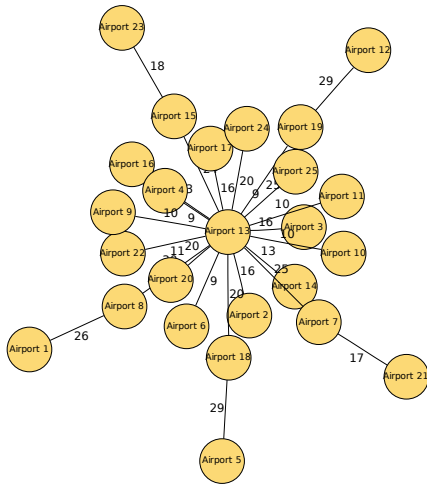 Airport 23
Airport 12
18
29
Airport 15
Airport 19
Airport 24
Airport 17
Airport 16
Airport 25
Airport 4
3
16
20
9
25
Airport 11
10
Airport 9
10
9
16
Airport 3
Airport 13
10
20
11
13
Airport 22
Airport 10
16
25
Airport 20
9
Airport 14
20
Airport 8
Airport 2
Airport 7
Airport 6
26
Airport 1
Airport 18
17
Airport 21
29
Airport 5